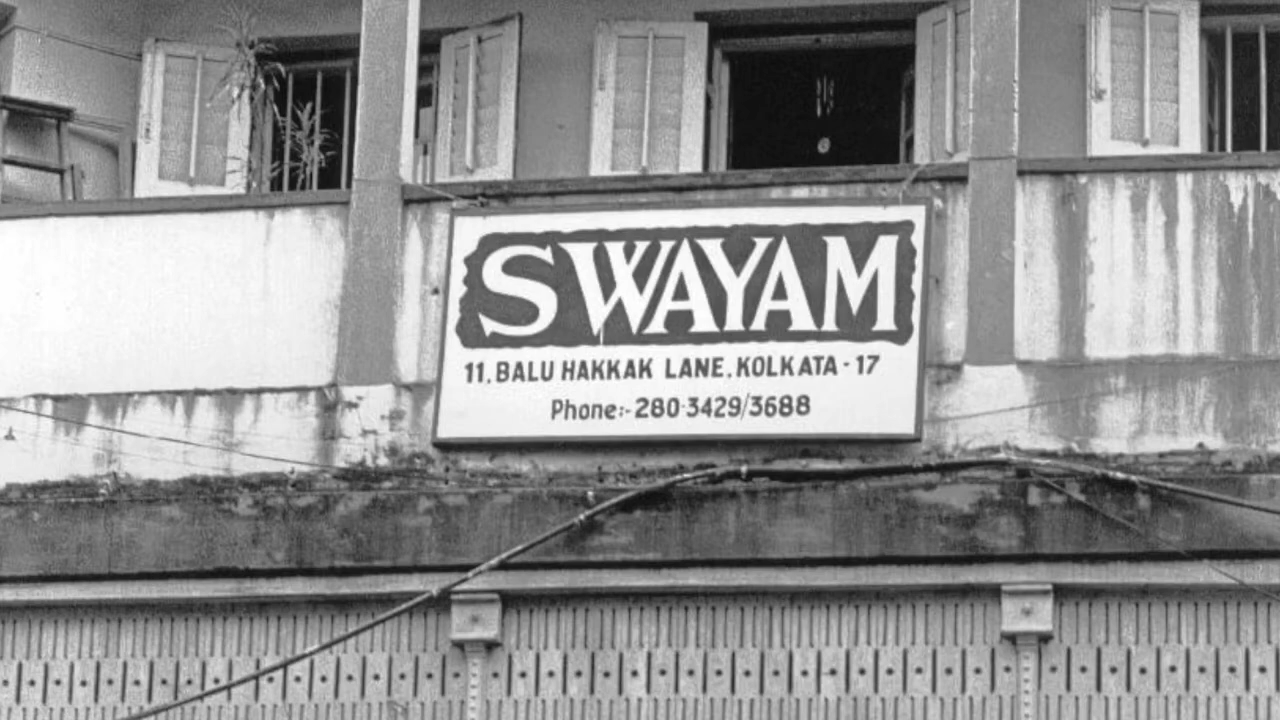 SWAYAM
11, BALU HAKKAK LANE, KOLKATA - 17
Phone:- 280-3429/3688